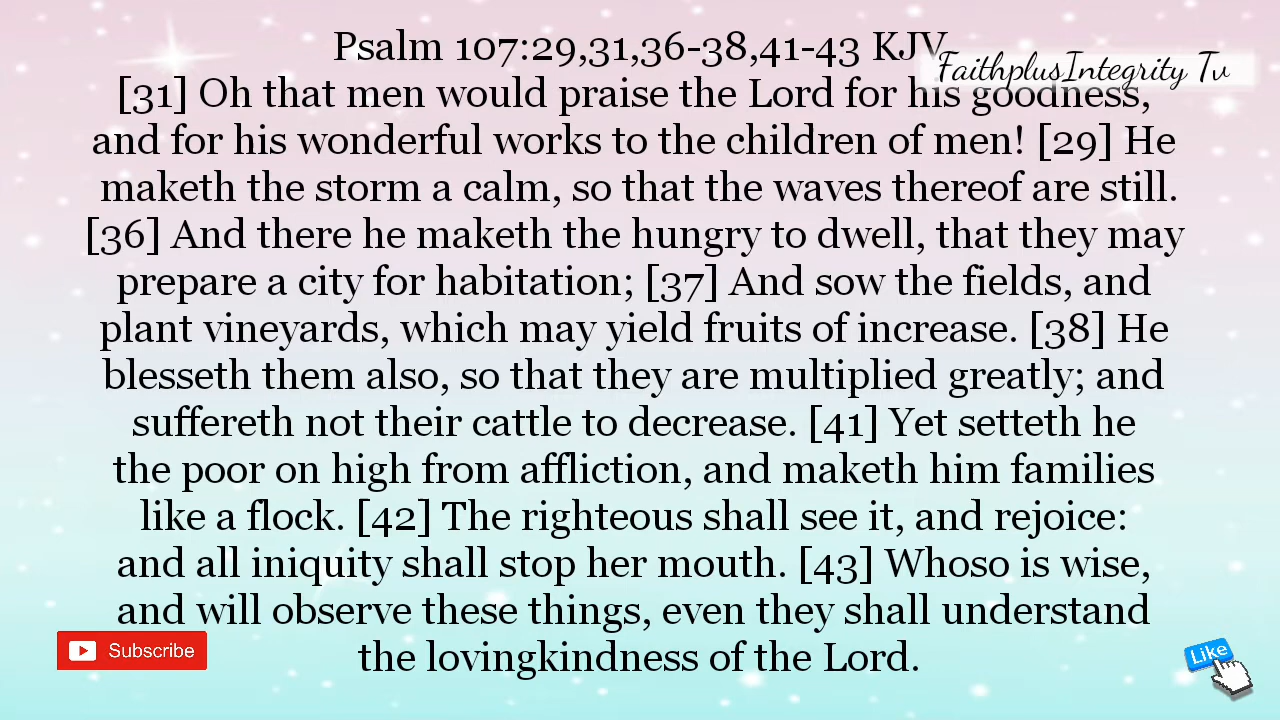 Psalm 107:29,31,36-38,41-43 KJV
FaithplusIntegrity Tv
[31] Oh that men would praise the Lord for his goodness,
and for his wonderful works to the children of men! [29] He
maketh the storm a calm, so that the waves thereof are still.
[36] And there he maketh the hungry to dwell, that they may
prepare a city for habitation; [37] And sow the fields, and
plant vineyards, which may yield fruits of increase. [38] He
blesseth them also, so that they are multiplied greatly; and
suffereth not their cattle to decrease. [41] Yet setteth he
the poor on high from affliction, and maketh him families
like a flock. [42] The righteous shall see it, and rejoice:
and all iniquity shall stop her mouth. [43] Whoso is wise,
and will observe these things, even they shall understand
the lovingkindness of the Lord.
Subscribe
Like